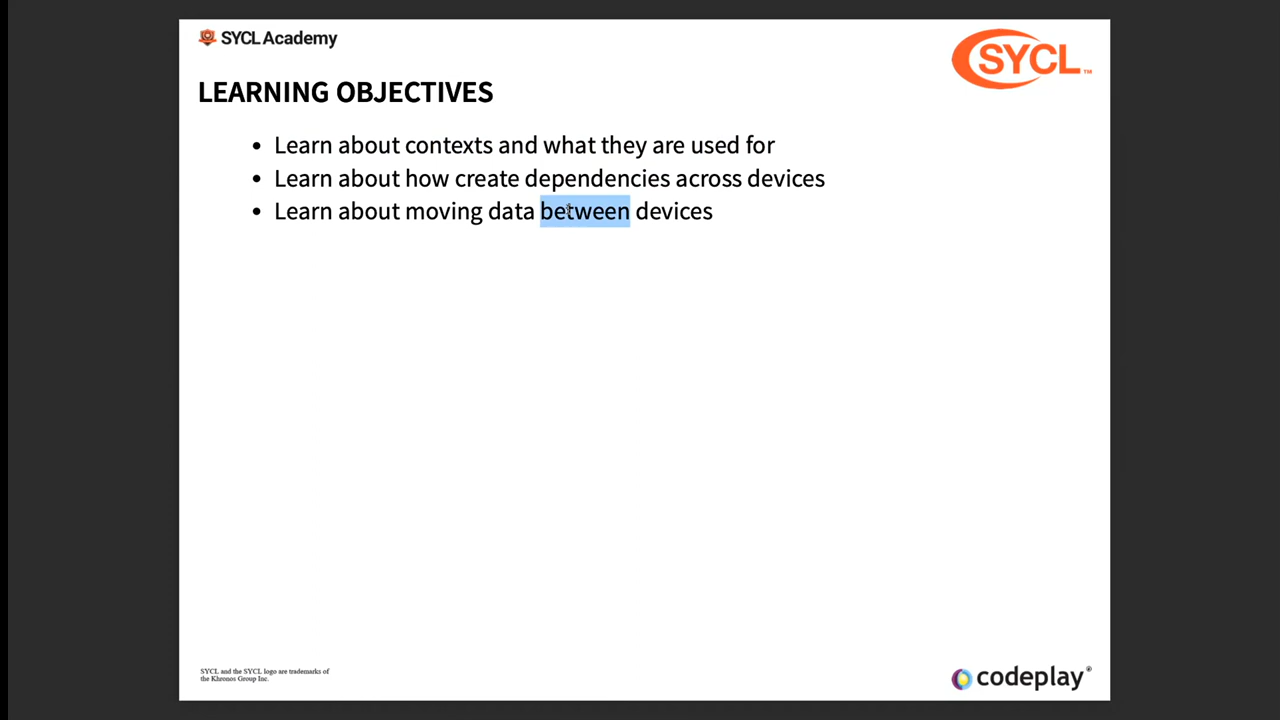 SYCL Academy
SYCL™
LEARNING OBJECTIVES
• Learn about contexts and what they are used for
• Learn about how create dependencies across devices
• Learn about moving data between devices
SYCL and the SYCL logo are trademarks of
the Khronos Group Inc.
codeplay®